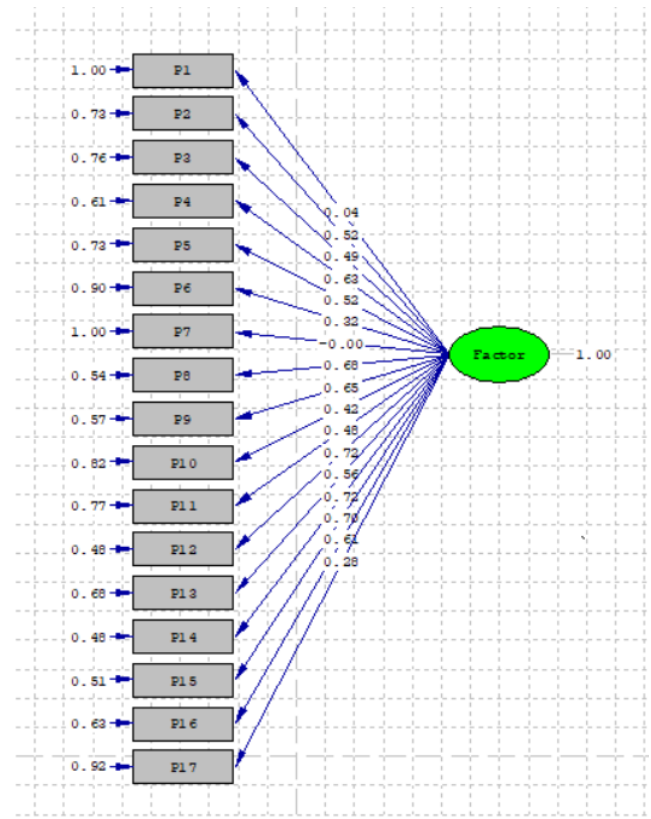 1.00 P1
0.73 P2
0.76 P3
0.61 P4
0.04
0.52
0.73 P5
0.49
0.63
0.90 P6
0.52
0.32
1.00 P7
-0.00
Factor 1.00
0.54 P8
0.68
0.65
0.57 P9
0.42
0.48
0.82 P10
0.72
0.56
0.77 P11
0.72
0.70
0.48 P12
0.61
0.28
0.68 P13
0.48 P14
0.51 P15
0.63 P16
0.92 P17